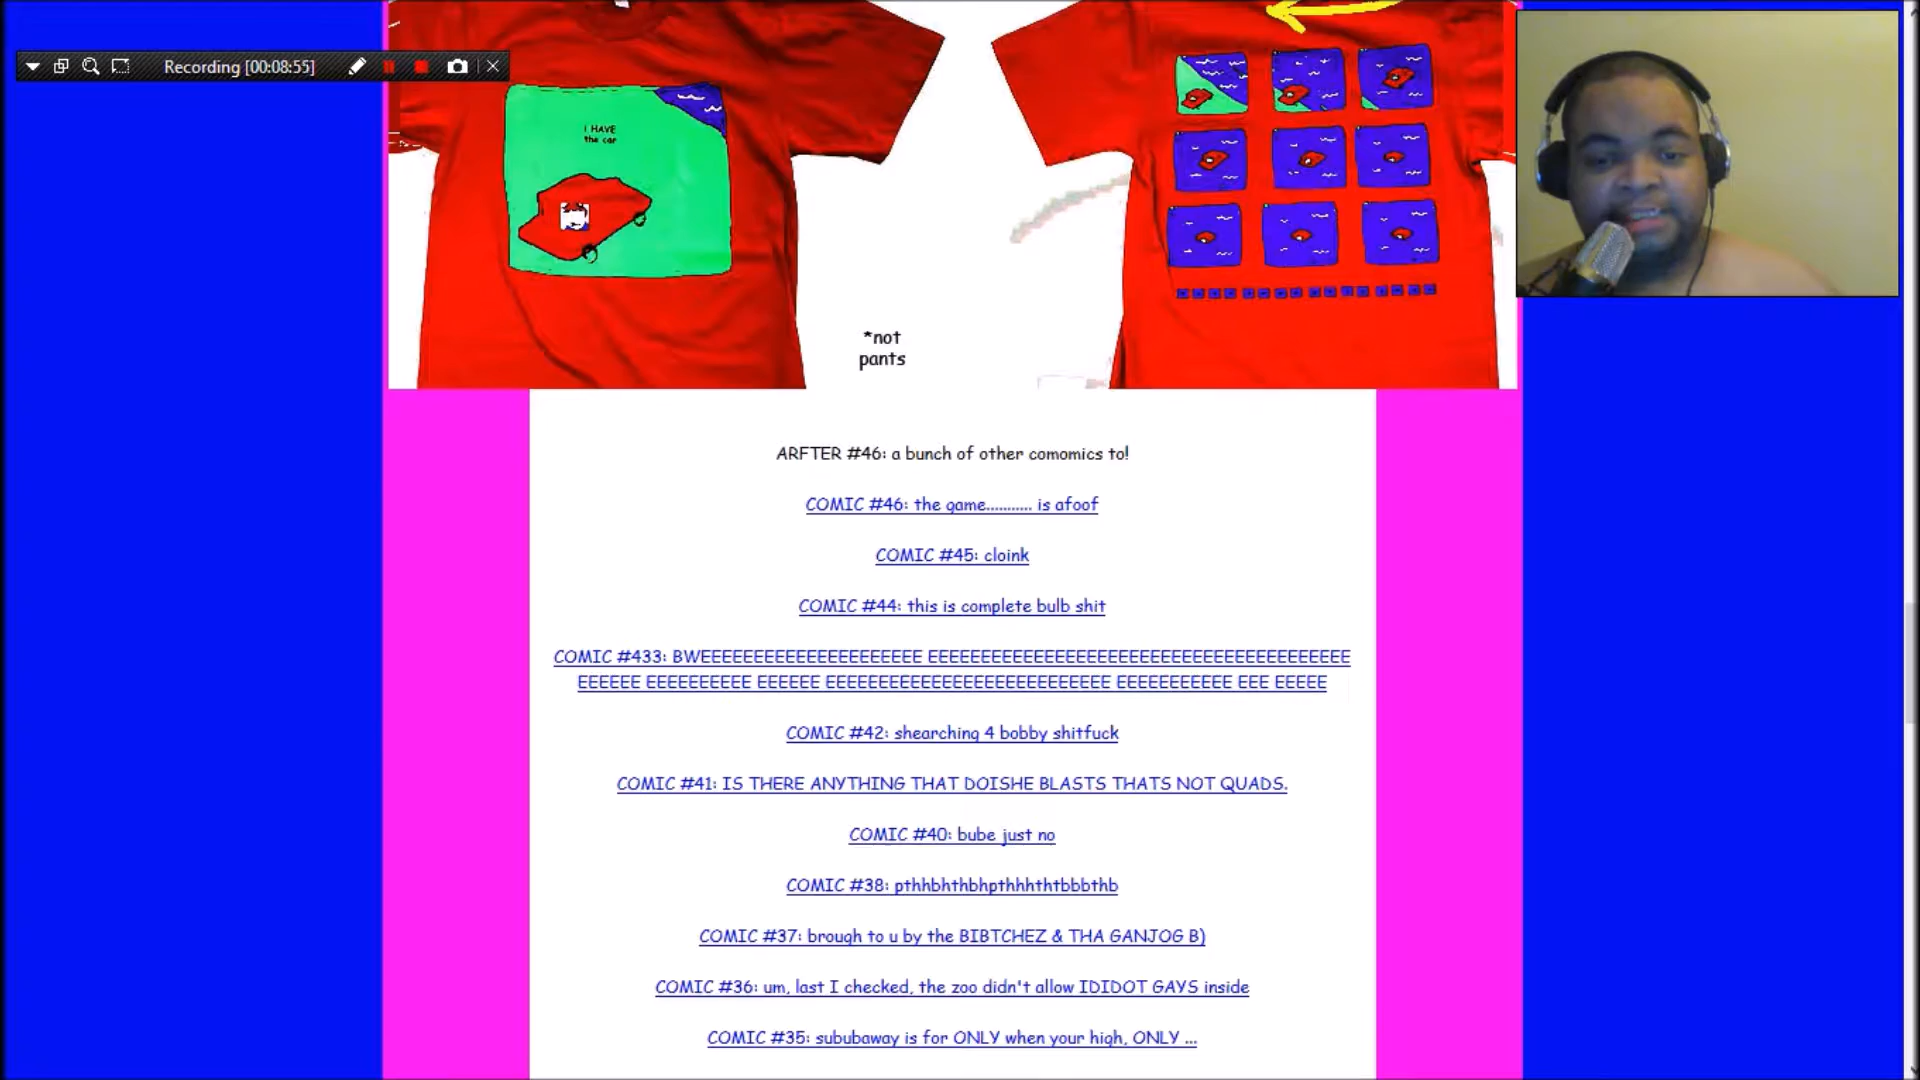 Recording [00:08:55]
I HAVE
the car
*not
pants
ARFTER #46: a bunch of other comomics to!
COMIC #46: the game........... is afoof
COMIC #45: cloink
COMIC #44: this is complete bulb shit
COMIC #433: BWEEEEEEEEEEEEEEEEEEEEE EEEEEEEEEEEEEEEEEEEEEEEEEEEEEEEEEEEEEEEE
EEEEEE EEEEEEEEEE EEEEEE EEEEEEEEEEEEEEEEEEEEEEEEEEE EEEEEEEEEEE EEE EEEEE
COMIC #42: shearching 4 bobby shitfuck
COMIC #41: IS THERE ANYTHING THAT DOISHE BLASTS THATS NOT QUADS.
COMIC #40: bube just no
COMIC #38: pthhbhthbhpthhhthtbbbthb
COMIC #37: brough to u by the BIBTCHEZ & THA GANJOG B)
COMIC #36: um, last I checked, the zoo didn't allow IDIDOT GAYS inside
COMIC #35: sububaway is for ONLY when your high, ONLY ...